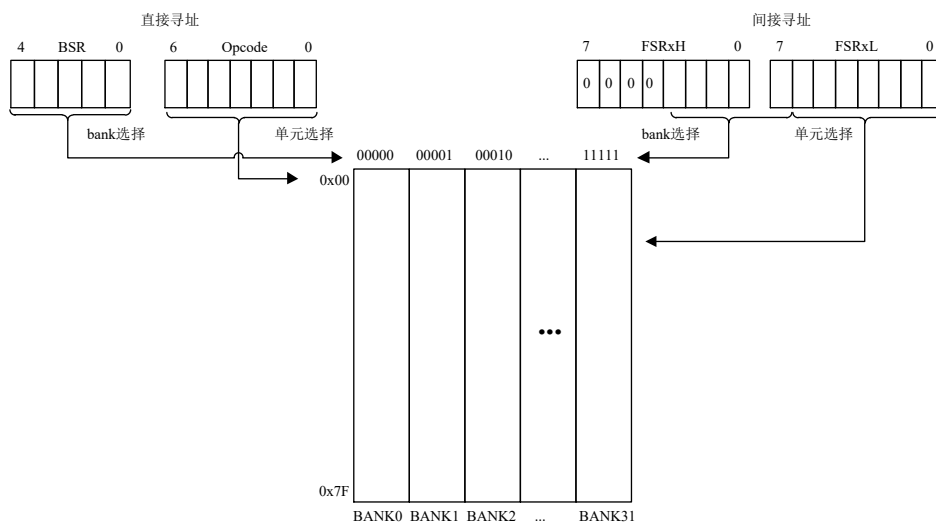 直接寻址 间接寻址
4 BSR 0 6 Opcode 0 7 FSRxH 0 7 FSRxL 0
0 0 0 0
bank选择 单元选择 bank选择 单元选择
00000 00001 00010 ... 11111
0x00
...
0x7F
BANK0 BANK1 BANK2 ... BANK31